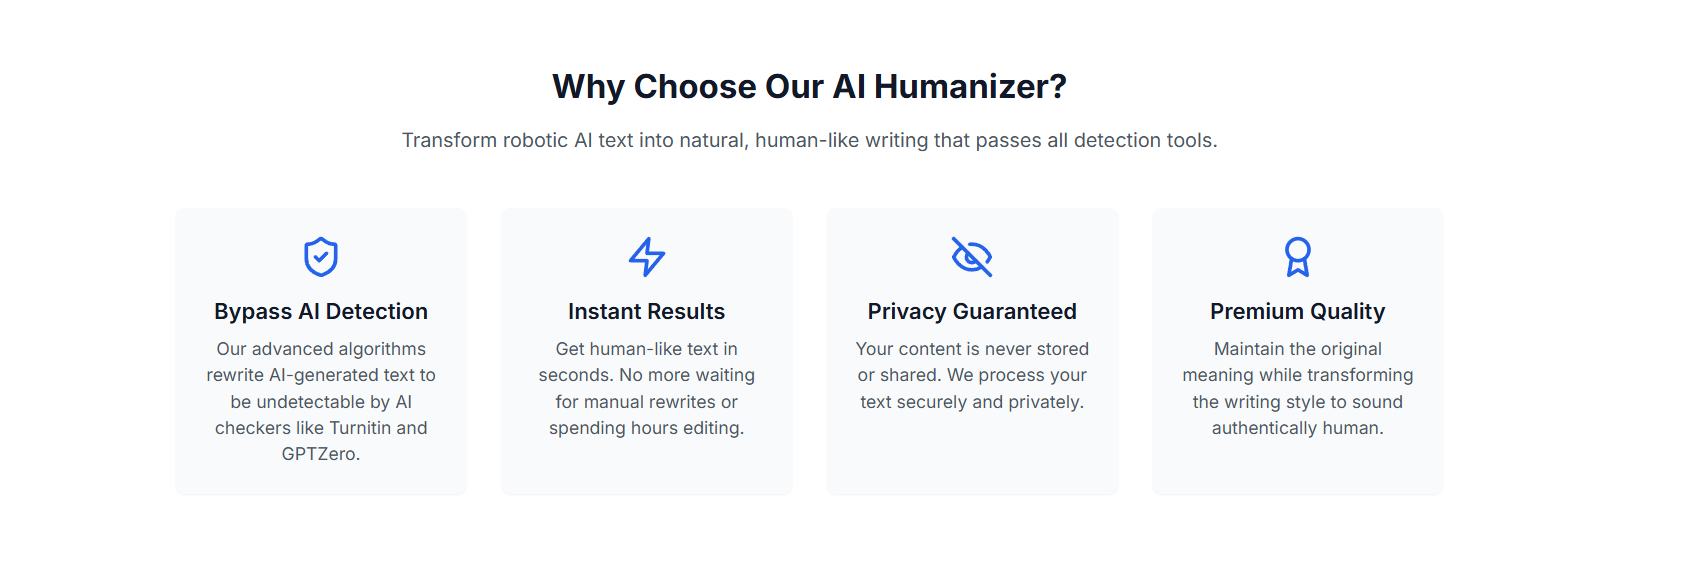 Why Choose Our AI Humanizer?
Transform robotic AI text into natural, human-like writing that passes all detection tools.
Bypass AI Detection
Our advanced algorithms
rewrite AI-generated text to
be undetectable by AI
checkers like Turnitin and
GPTZero.
Instant Results
Get human-like text in
seconds. No more waiting
for manual rewrites or
spending hours editing.
Privacy Guaranteed
Your content is never stored
or shared. We process your
text securely and privately.
Premium Quality
Maintain the original
meaning while transforming
the writing style to sound
authentically human.